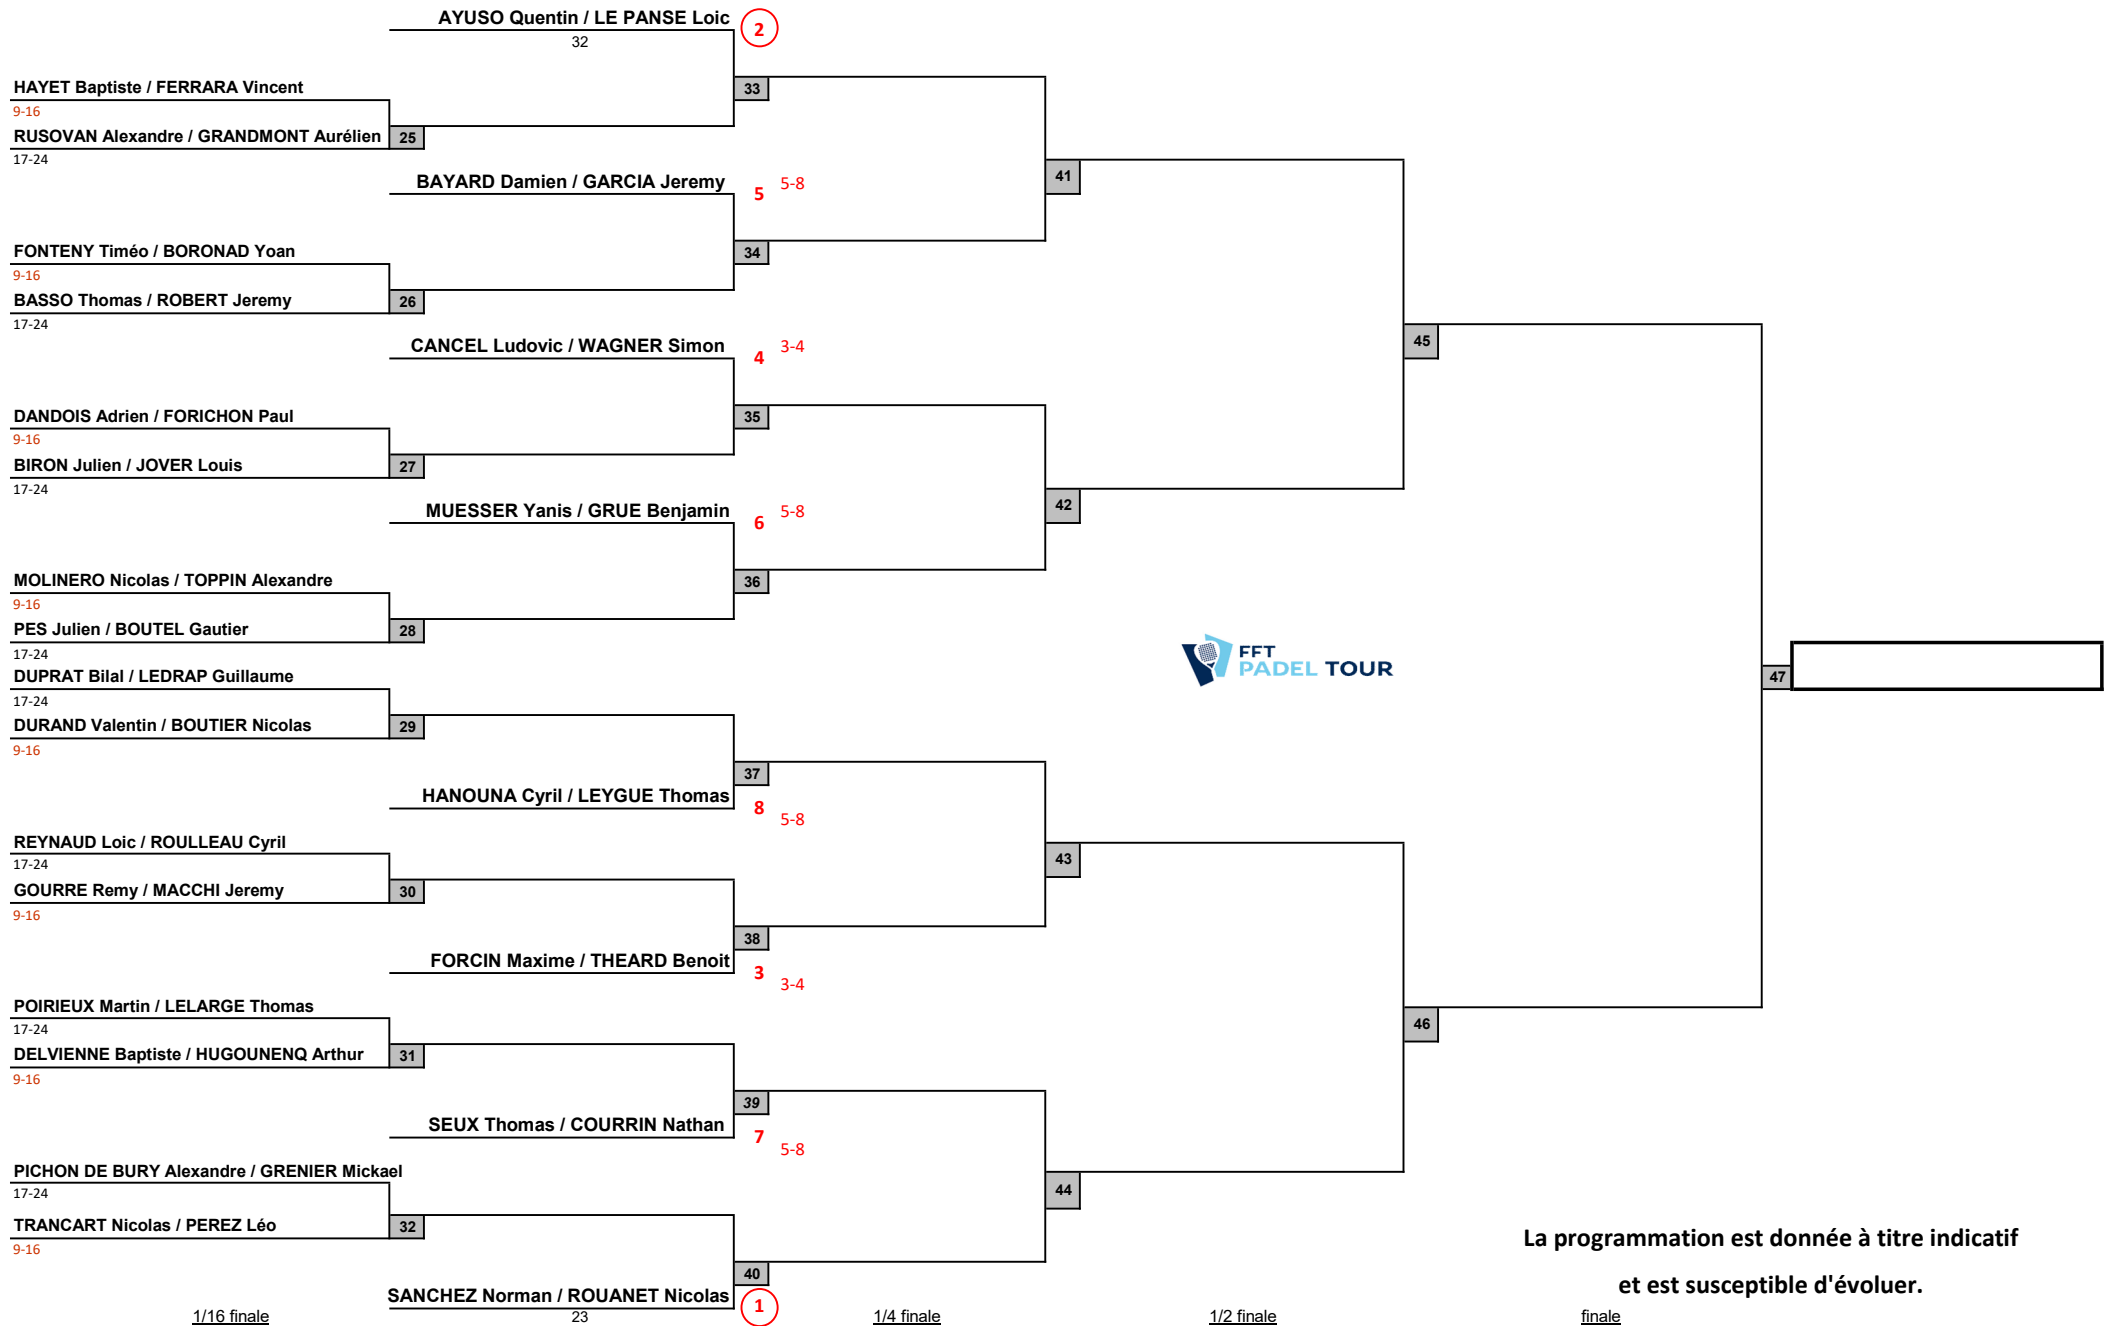 AYUSO Quentin / LE PANSE Loic
2
32
HAYET Baptiste / FERRARA Vincent
33
9-16
RUSOVAN Alexandre / GRANDMONT Aurélien
25
17-24
BAYARD Damien / GARCIA Jeremy
5
5-8
41
FONTENY Timéo / BORONAD Yoan
34
9-16
BASSO Thomas / ROBERT Jeremy
26
17-24
CANCEL Ludovic / WAGNER Simon
4
3-4
45
DANDOIS Adrien / FORICHON Paul
35
9-16
BIRON Julien / JOVER Louis
27
17-24
MUESSER Yanis / GRUE Benjamin
6
5-8
42
MOLINERO Nicolas / TOPPIN Alexandre
36
9-16
PES Julien / BOUTEL Gautier
28
17-24
FFT
PADEL TOUR
47
DUPRAT Bilal / LEDRAP Guillaume
17-24
DURAND Valentin / BOUTIER Nicolas
29
9-16
37
HANOUNA Cyril / LEYGUE Thomas
8
5-8
REYNAUD Loic / ROULLEAU Cyril
17-24
43
GOURRE Remy / MACCHI Jeremy
30
9-16
38
FORCIN Maxime / THEARD Benoit
3
3-4
POIRIEUX Martin / LELARGE Thomas
17-24
46
DELVIENNE Baptiste / HUGOUNENQ Arthur
31
9-16
39
SEUX Thomas / COURRIN Nathan
7
5-8
PICHON DE BURY Alexandre / GRENIER Mickael
17-24
44
TRANCART Nicolas / PEREZ Léo
32
9-16
40
La programmation est donnée à titre indicatif
et est susceptible d'évoluer.
SANCHEZ Norman / ROUANET Nicolas
1
23
1/16 finale
1/4 finale
1/2 finale
finale